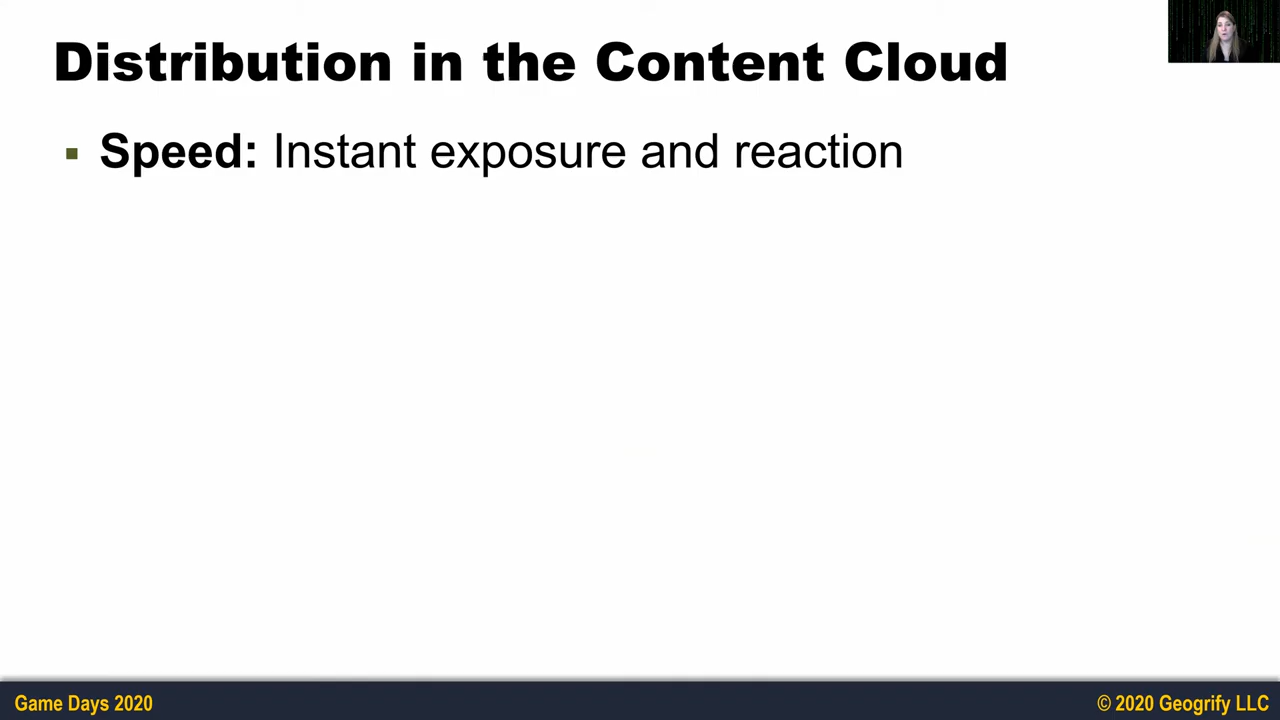 Distribution in the Content Cloud
▪ Speed: Instant exposure and reaction
Game Days 2020
© 2020 Geogrify LLC